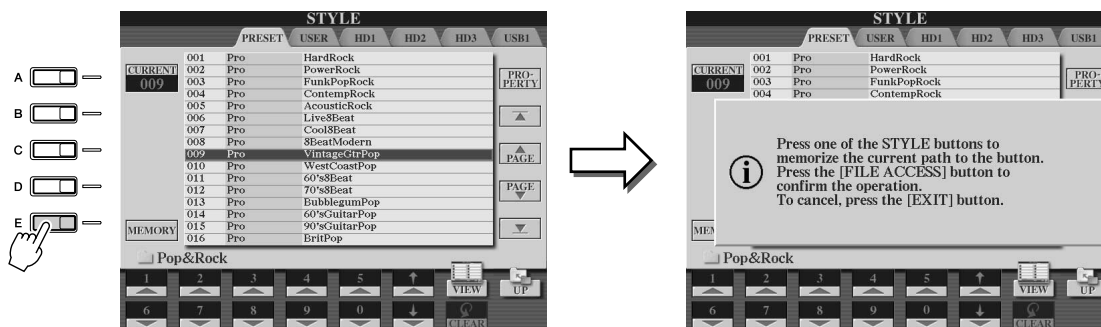 STYLE
PRESET USER HD1 HD2 HD3 USB1
CURRENT
009
001 Pro HardRock
002 Pro PowerRock
003 Pro FunkPopRock
004 Pro ContempRock
005 Pro AcousticRock
006 Pro Live8Beat
007 Pro Cool8Beat
008 Pro 8BeatModern
009 Pro VintageGtrPop
010 Pro WestCoastPop
011 Pro 60's8Beat
012 Pro 70's8Beat
013 Pro BubblegumPop
014 Pro 60'sGuitarPop
015 Pro 90'sGuitarPop
016 Pro BritPop
PRO-
PERTY
PAGE
PAGE
A
B
C
D
E
MEMORY
Pop&Rock
1 2 3 4 5 VIEW UP
6 7 8 9 0 CLEAR
STYLE
PRESET USER HD1 HD2 HD3 USB1
CURRENT
009
001 Pro HardRock
002 Pro PowerRock
003 Pro FunkPopRock
004 Pro ContempRock
PRO-
PERTY
Press one of the STYLE buttons to
memorize the current path to the button.
Press the [FILE ACCESS] button to
confirm the operation.
To cancel, press the [EXIT] button.
MEM
Pop&Rock
1 2 3 4 5 VIEW UP
6 7 8 9 0 CLEAR